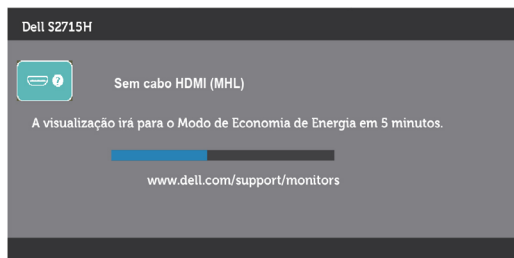 Dell S2715H
Sem cabo HDMI (MHL)
A visualização irá para o Modo de Economia de Energia em 5 minutos.
www.dell.com/support/monitors